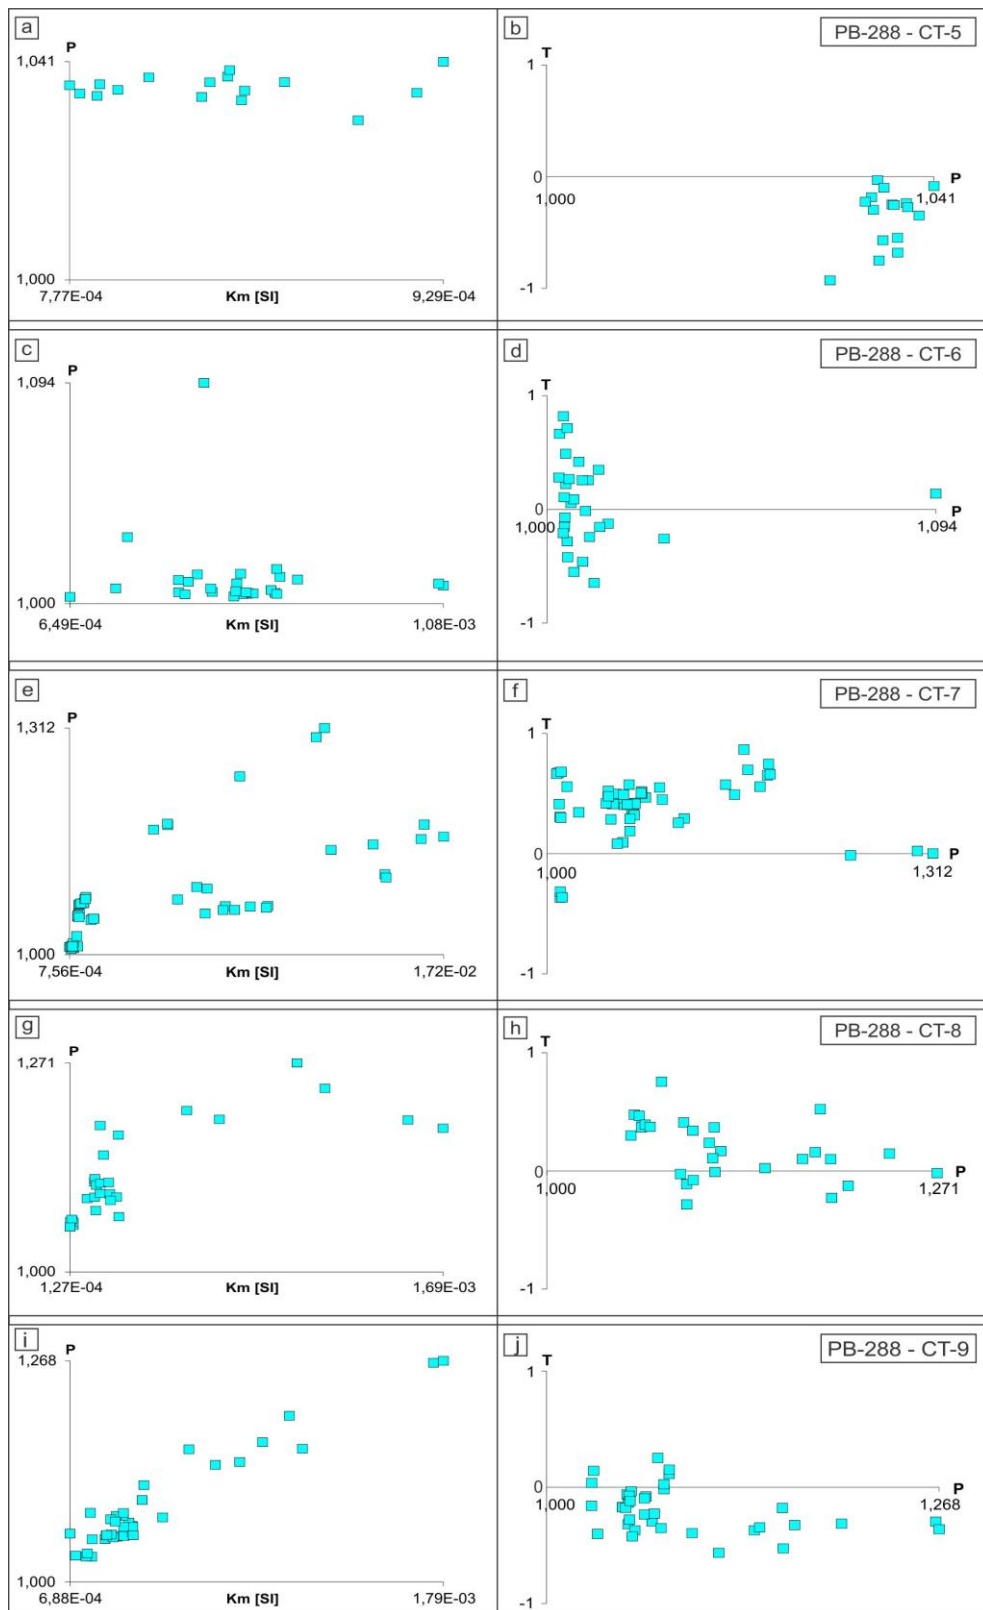 a
P
1,041
1,000
7,77E-04
Km [SI]
9,29E-04
b
PB-288 - CT-5
T
1
0
1,000
P
1,041
-1
c
P
1,094
1,000
6,49E-04
Km [SI]
1,08E-03
d
PB-288 - CT-6
T
1
0
1,000
P
1,094
-1
e
P
1,312
1,000
7,56E-04
Km [SI]
1,72E-02
f
PB-288 - CT-7
T
1
0
1,000
P
1,312
-1
g
P
1,271
1,000
1,27E-04
Km [SI]
1,69E-03
h
PB-288 - CT-8
T
1
0
1,000
P
1,271
-1
i
P
1,268
1,000
6,88E-04
Km [SI]
1,79E-03
j
PB-288 - CT-9
T
1
0
1,000
P
1,268
-1